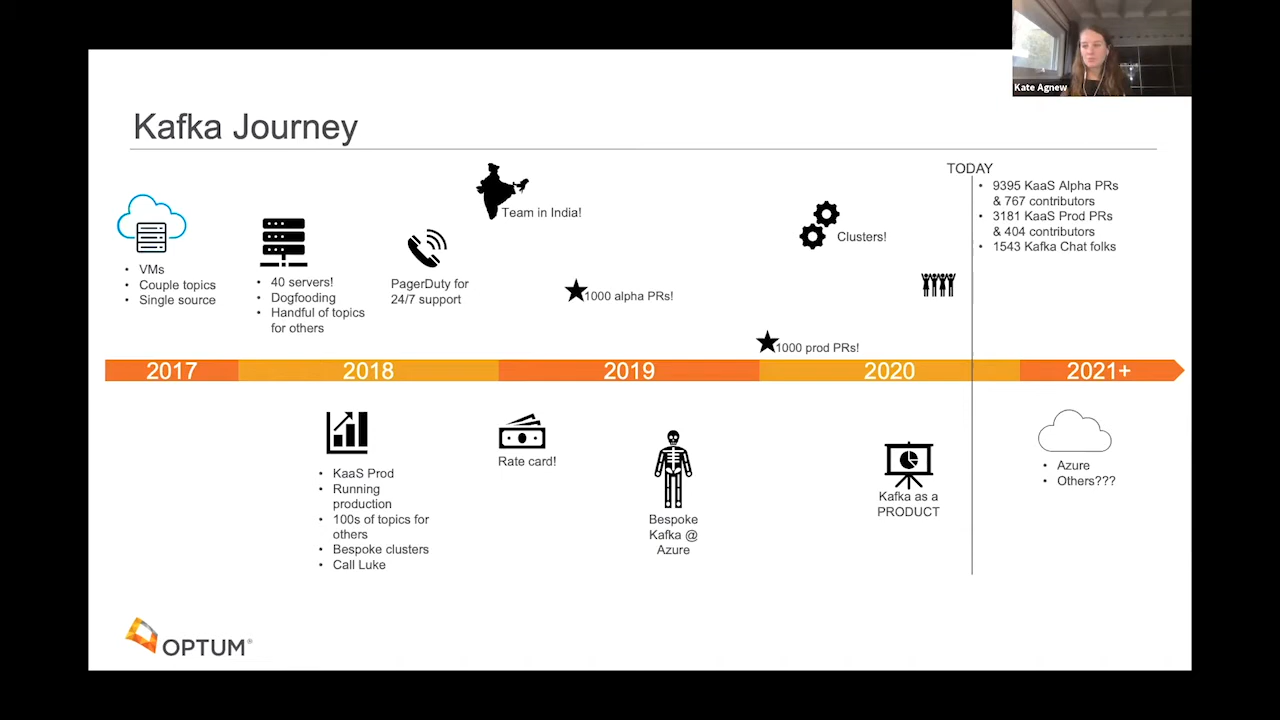 Kate Agnew
Kafka Journey
TODAY
• 9395 KaaS Alpha PRs
& 767 contributors
• 3181 KaaS Prod PRs
& 404 contributors
• 1543 Kafka Chat folks
Team in India!
Clusters!
• VMs
• Couple topics
• Single source
• 40 servers!
• Dogfooding
• Handful of topics
for others
PagerDuty for
24/7 support
1000 alpha PRs!
1000 prod PRs!
2017
2018
2019
2020
2021+
• KaaS Prod
• Running
production
• 100s of topics for
others
• Bespoke clusters
• Call Luke
Rate card!
Bespoke
Kafka @
Azure
Kafka as a
PRODUCT
• Azure
• Others???
OPTUM®